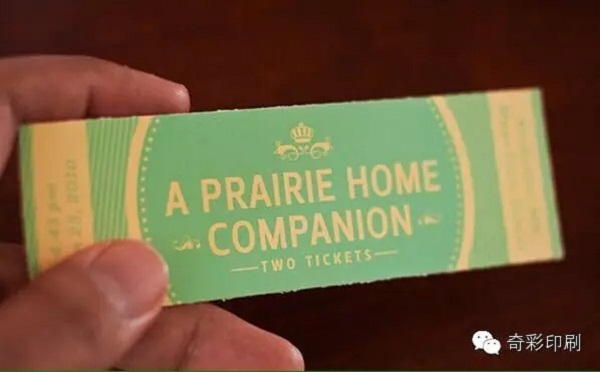 A PRAIRIE HOME
COMPANION
TWO TICKETS
奇彩印刷